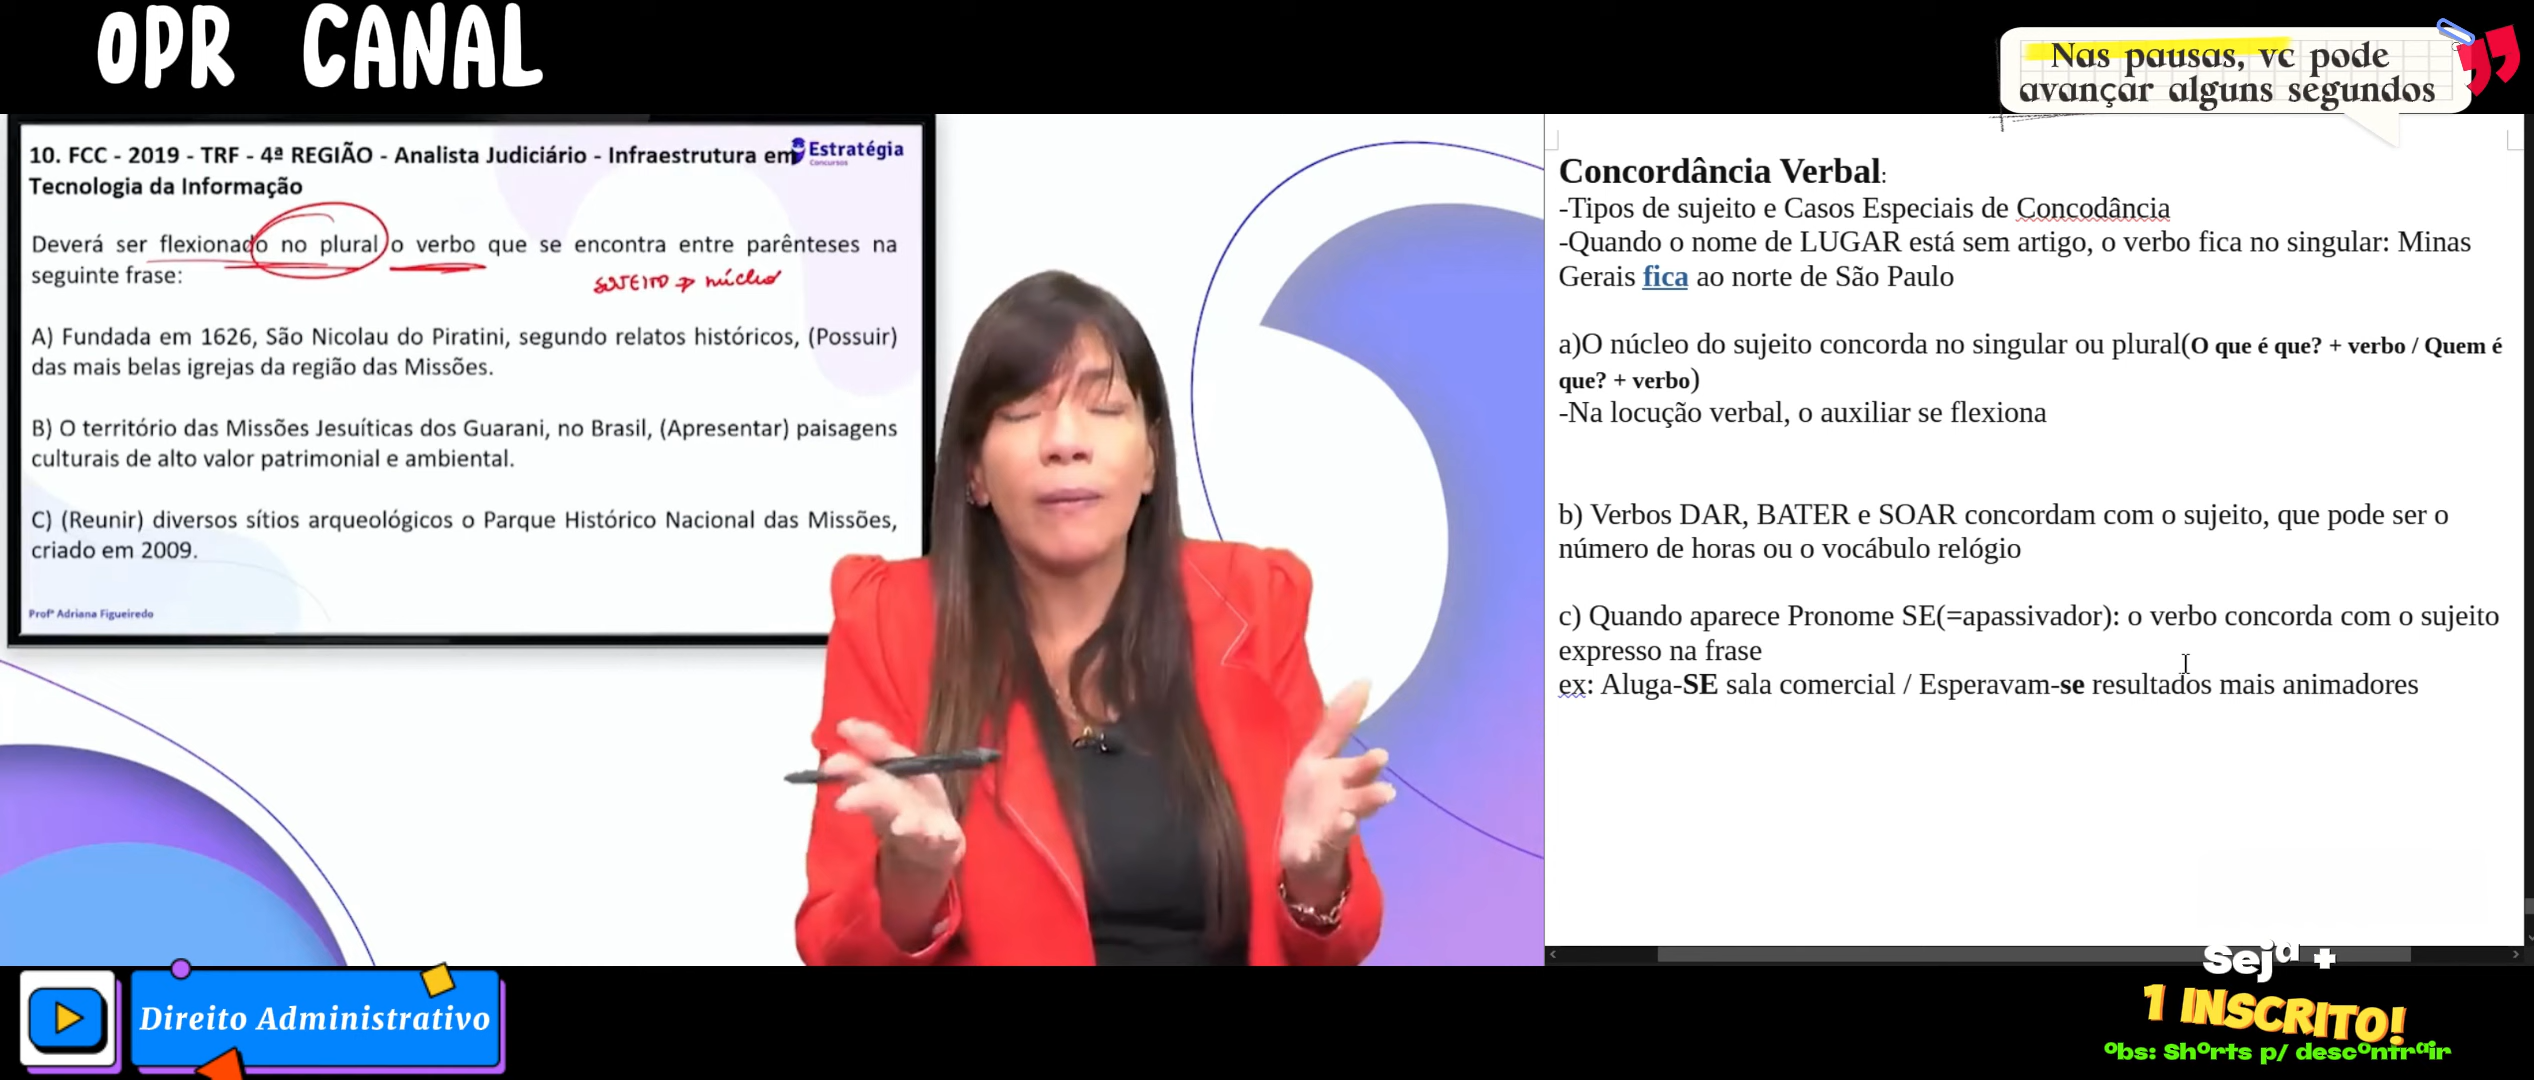 OPR CANAL
Nas pausas, vc pode
avançar alguns segundos
10. FCC - 2019 - TRF - 4ª REGIÃO - Analista Judiciário - Infraestrutura em
Tecnologia da Informação
Estratégia
Concursos
Deverá ser flexionado no plural o verbo que se encontra entre parênteses na
seguinte frase:
SUJEITO → núcleo
A) Fundada em 1626, São Nicolau do Piratini, segundo relatos históricos, (Possuir)
das mais belas igrejas da região das Missões.
B) O território das Missões Jesuíticas dos Guarani, no Brasil, (Apresentar) paisagens
culturais de alto valor patrimonial e ambiental.
C) (Reunir) diversos sítios arqueológicos o Parque Histórico Nacional das Missões,
criado em 2009.
Profª Adriana Figueiredo
Concordância Verbal:
-Tipos de sujeito e Casos Especiais de Concodância
-Quando o nome de LUGAR está sem artigo, o verbo fica no singular: Minas
Gerais fica ao norte de São Paulo
a)O núcleo do sujeito concorda no singular ou plural(O que é que? + verbo / Quem é
que? + verbo)
-Na locução verbal, o auxiliar se flexiona
b) Verbos DAR, BATER e SOAR concordam com o sujeito, que pode ser o
número de horas ou o vocábulo relógio
c) Quando aparece Pronome SE(=apassivador): o verbo concorda com o sujeito
expresso na frase
ex: Aluga-SE sala comercial / Esperavam-se resultados mais animadores
Direito Administrativo
Seja +
1 INSCRITO!
obs: Shorts p/ descontrair